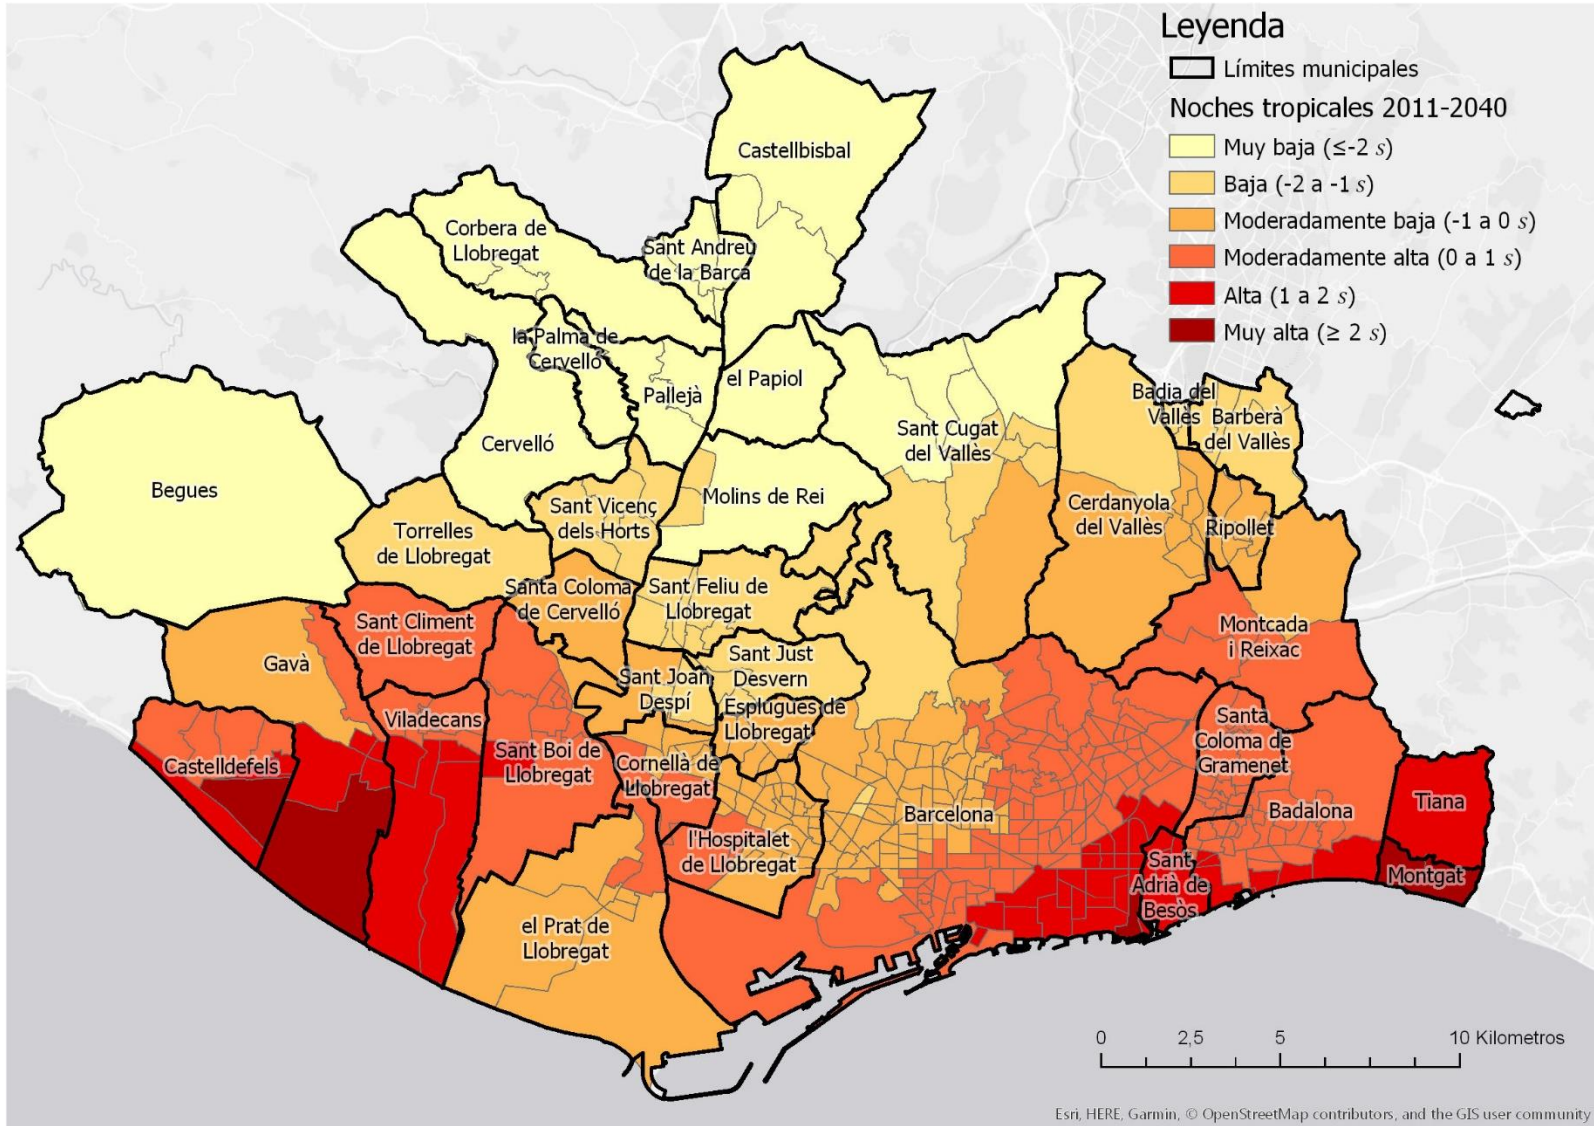 Leyenda
Límites municipales
Noches tropicales 2011-2040
Muy baja (≤-2 s)
Baja (-2 a -1 s)
Moderadamente baja (-1 a 0 s)
Moderadamente alta (0 a 1 s)
Alta (1 a 2 s)
Muy alta (≥ 2 s)
Castellbisbal
Corbera de
Llobregat
Sant Andreu
de la Barca
la Palma de
Cervelló
Pallejà
el Papiol
Badia del
Vallès
Barberà
del Vallès
Sant Cugat
del Vallès
Cervelló
Begues
Molins de Rei
Sant Vicenç
dels Horts
Torrelles
de Llobregat
Cerdanyola
del Vallès
Ripollet
Santa Coloma
de Cervelló
Sant Feliu de
Llobregat
Sant Climent
de Llobregat
Montcada
i Reixac
Gavà
Sant Just
Desvern
Sant Joan
Despí
Esplugues de
Llobregat
Viladecans
Santa
Coloma de
Gramenet
Sant Boi de
Llobregat
Castelldefels
Cornellà de
Llobregat
Barcelona
Badalona
Tiana
l'Hospitalet
de Llobregat
Sant
Adrià de
Besòs
Montgat
el Prat de
Llobregat
0 2,5 5 10 Kilometros
Esri, HERE, Garmin, © OpenStreetMap contributors, and the GIS user community